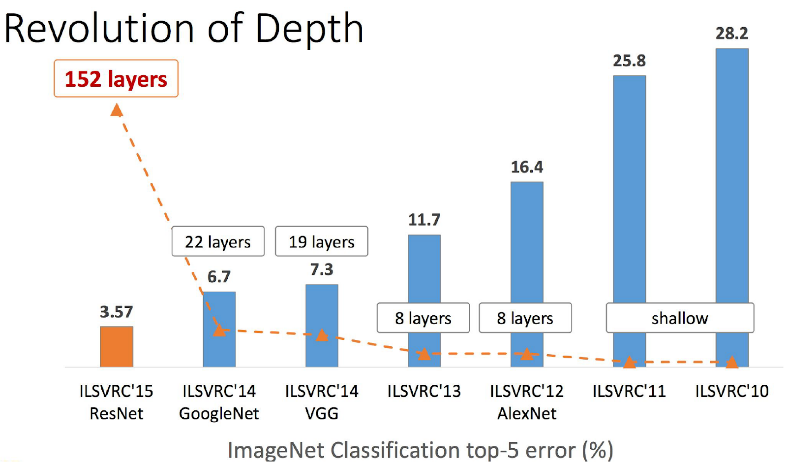 Revolution of Depth
28.2
25.8
152 layers
16.4
11.7
22 layers
19 layers
6.7
7.3
3.57
8 layers
8 layers
shallow
ILSVRC'15
ResNet
ILSVRC'14
GoogleNet
ILSVRC'14
VGG
ILSVRC'13
ILSVRC'12
AlexNet
ILSVRC'11
ILSVRC'10
ImageNet Classification top-5 error (%)